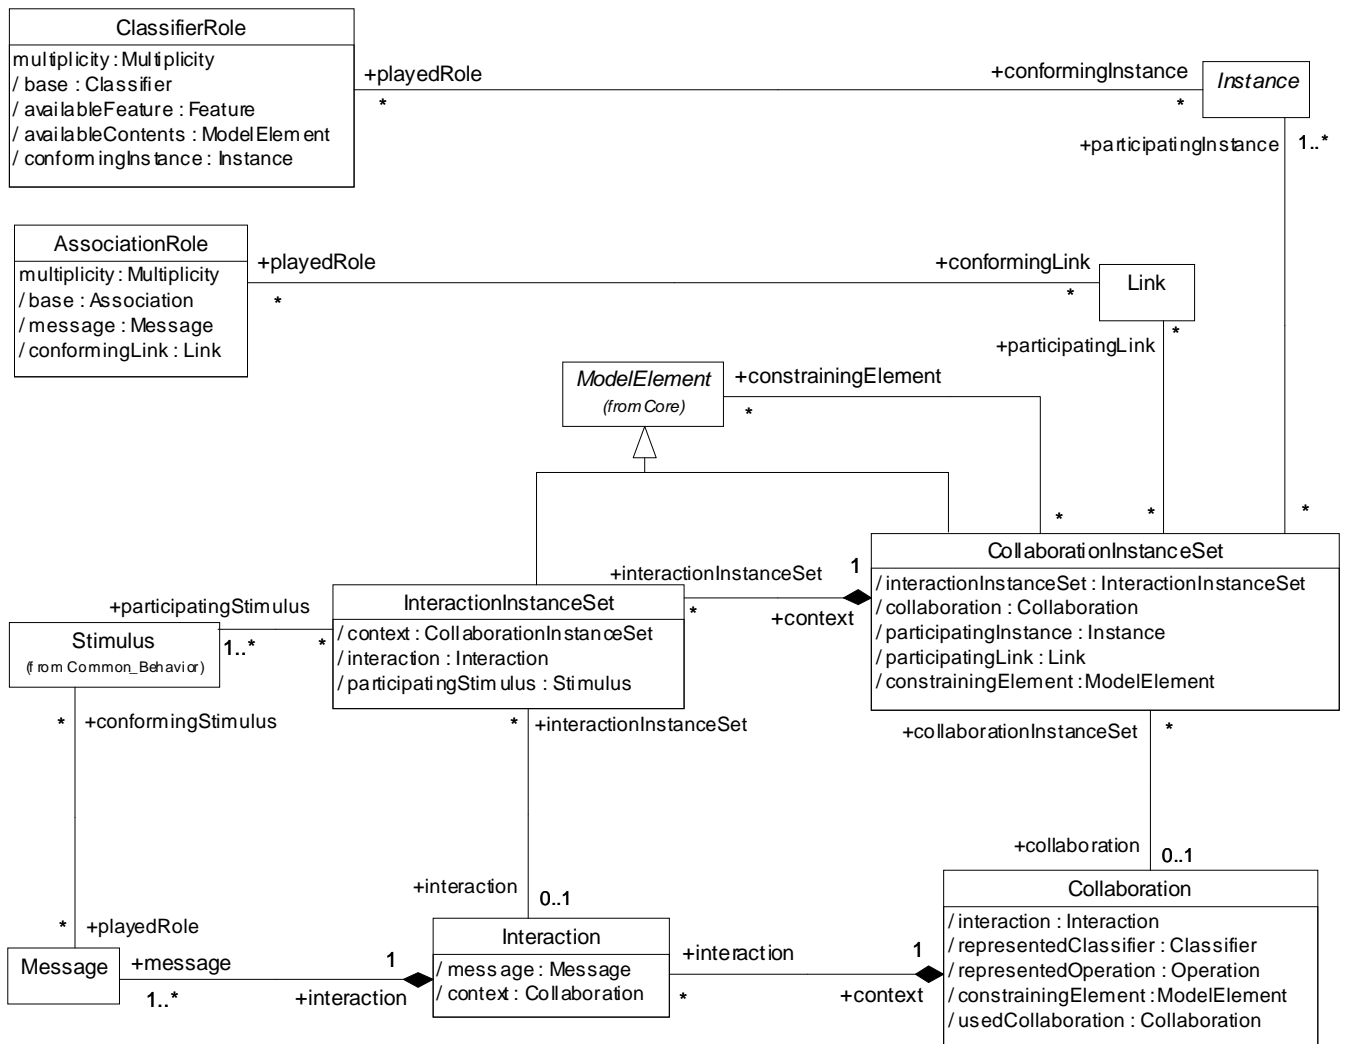 ClassifierRole
multiplicity : Multiplicity
/ base : Classifier
/ availableFeature : Feature
/ availableContents : ModelElement
/ conformingInstance : Instance
+playedRole
*
+conformingInstance
*
Instance
+participatingInstance
1..*
AssociationRole
multiplicity : Multiplicity
/ base : Association
/ message : Message
/ conformingLink : Link
+playedRole
*
+conformingLink
*
Link
*
+participatingLink
ModelElement
(from Core)
+constrainingElement
*
*
*
*
CollaborationInstanceSet
/ interactionInstanceSet : InteractionInstanceSet
/ collaboration : Collaboration
/ participatingInstance : Instance
/ participatingLink : Link
/ constrainingElement : ModelElement
+interactionInstanceSet
1
*
+context
InteractionInstanceSet
/ context : CollaborationInstanceSet
/ interaction : Interaction
/ participatingStimulus : Stimulus
+participatingStimulus
1..*
*
Stimulus
(from Common_Behavior)
*
+conformingStimulus
*
+interactionInstanceSet
+collaborationInstanceSet
*
+collaboration
0..1
+interaction
0..1
*
+playedRole
Message
+message
1..*
1
+interaction
Interaction
/ message : Message
/ context : Collaboration
+interaction
*
1
+context
Collaboration
/ interaction : Interaction
/ representedClassifier : Classifier
/ representedOperation : Operation
/ constrainingElement : ModelElement
/ usedCollaboration : Collaboration